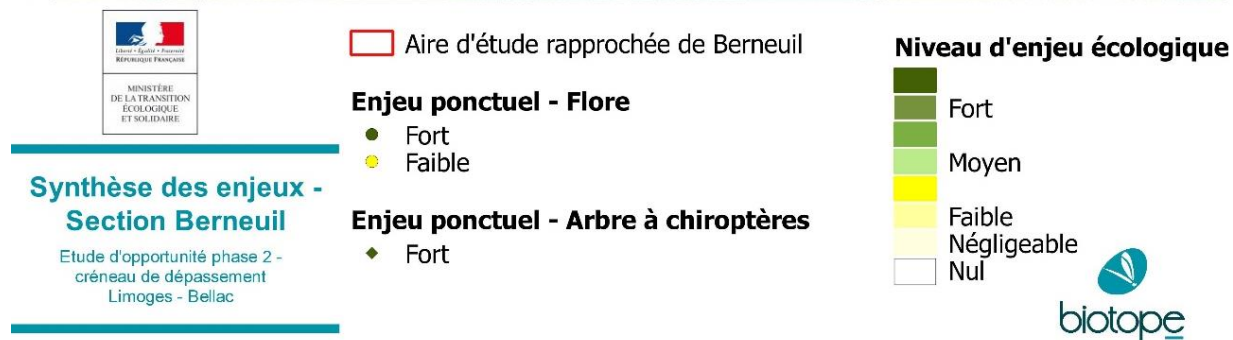 Liberté • Égalité • Fraternité
RÉPUBLIQUE FRANÇAISE
MINISTÈRE
DE LA TRANSITION
ÉCOLOGIQUE
ET SOLIDAIRE
Synthèse des enjeux -
Section Berneuil
Etude d'opportunité phase 2 -
créneau de dépassement
Limoges - Bellac
Aire d'étude rapprochée de Berneuil
Enjeu ponctuel - Flore
Fort
Faible
Enjeu ponctuel - Arbre à chiroptères
Fort
Niveau d'enjeu écologique
Fort
Moyen
Faible
Négligeable
Nul
biotope